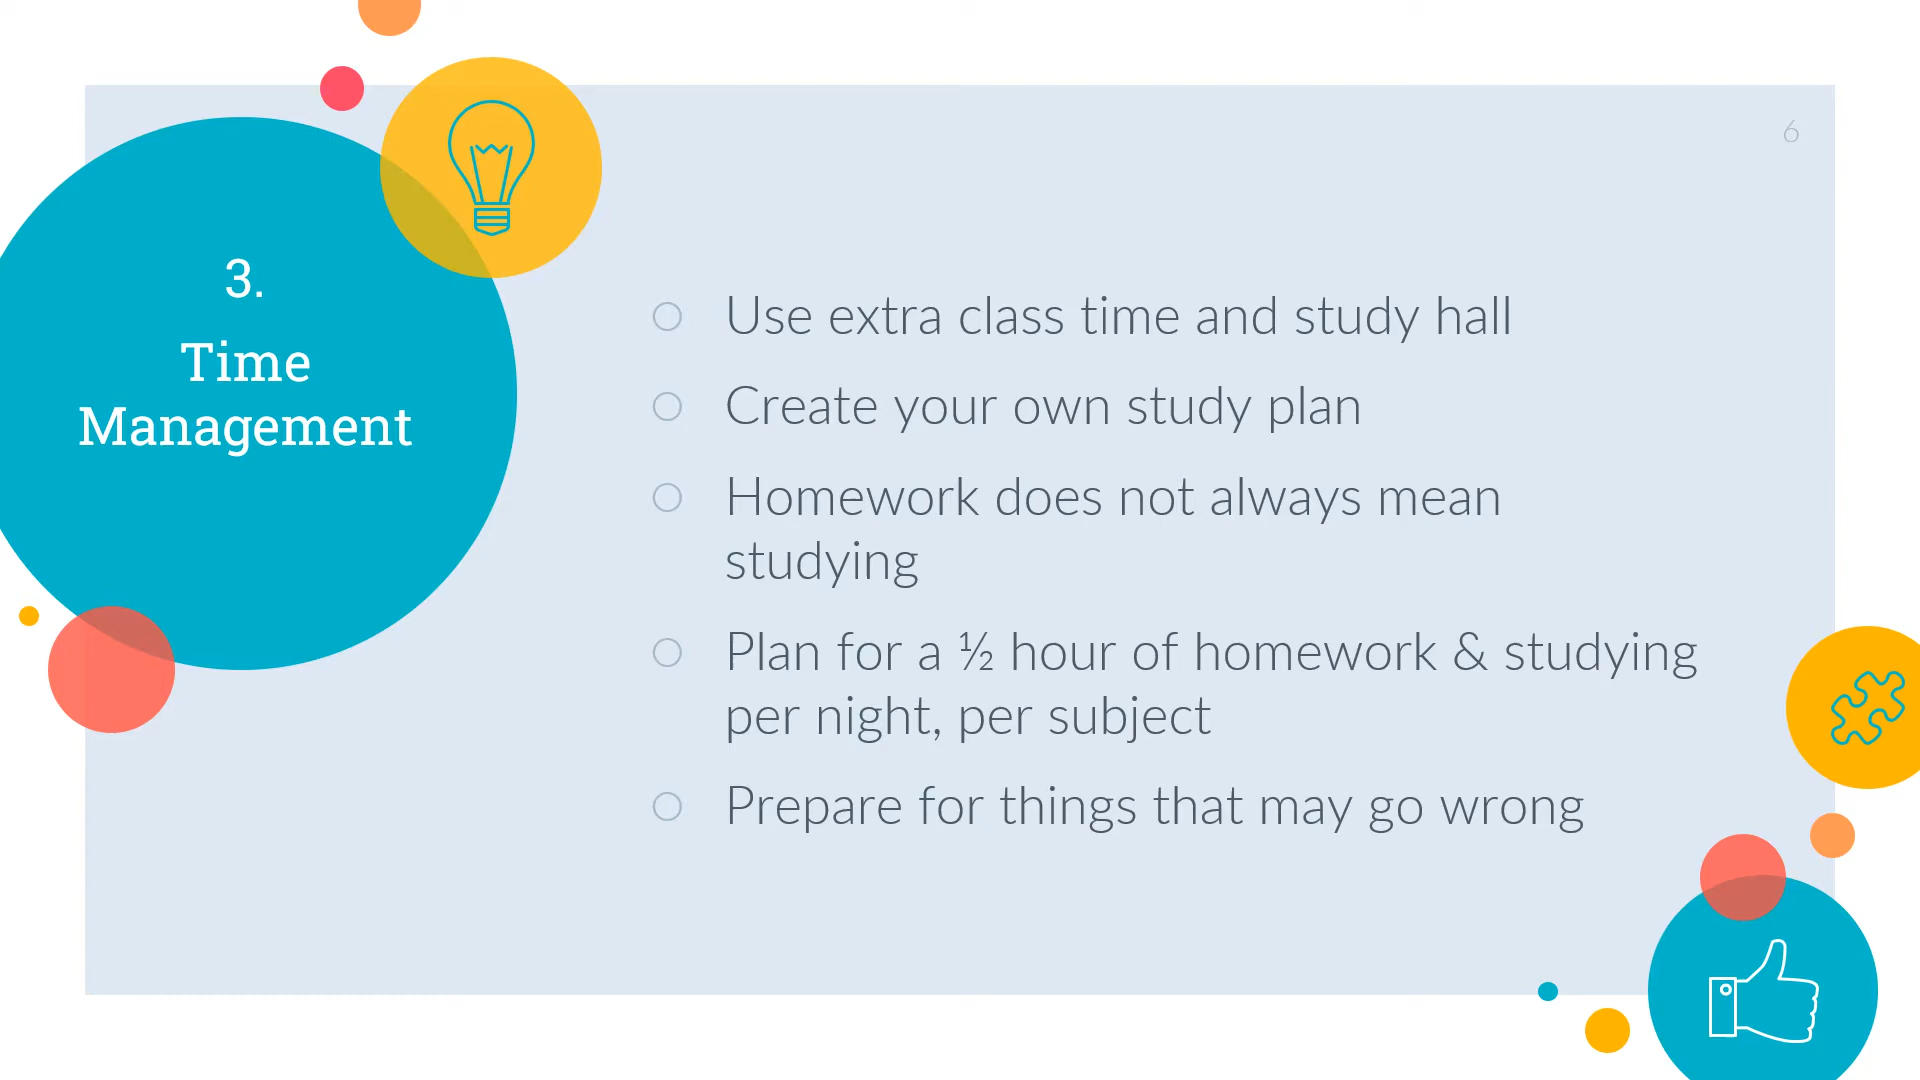 6
3.
Time
Management
Use extra class time and study hall
Create your own study plan
Homework does not always mean
studying
Plan for a ½ hour of homework & studying
per night, per subject
Prepare for things that may go wrong